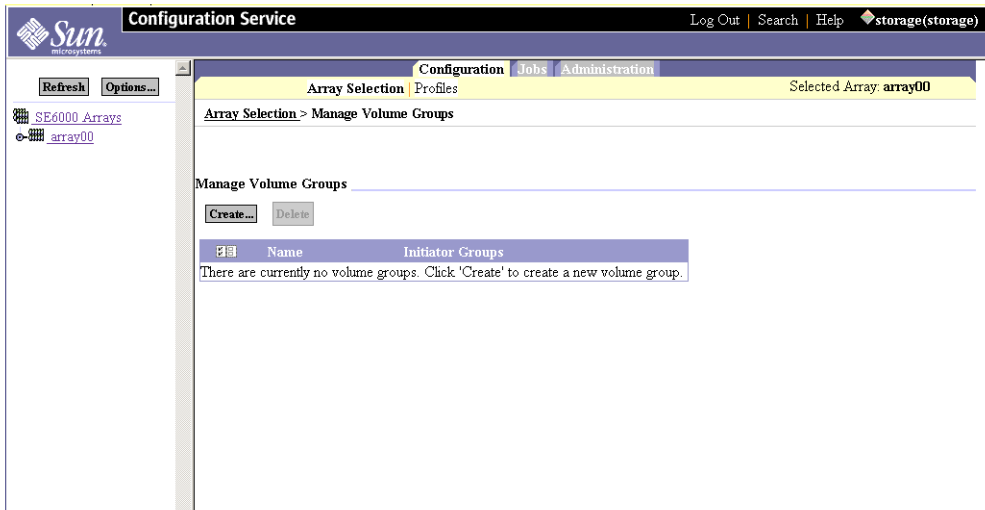 Sun
microsystems
Configuration Service
Log Out | Search | Help storage(storage)
Refresh Options...
SE6000 Arrays
array00
Configuration Jobs Administration
Array Selection | Profiles
Selected Array: array00
Array Selection > Manage Volume Groups
Manage Volume Groups
Create... Delete
Name Initiator Groups
There are currently no volume groups. Click 'Create' to create a new volume group.